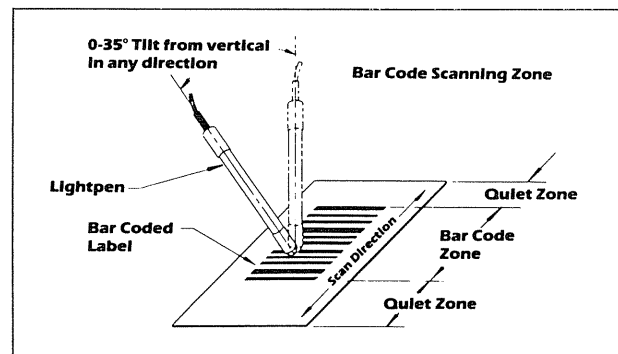 0-35° Tilt from vertical
in any direction
Bar Code Scanning Zone
Lightpen
Quiet Zone
Bar Coded
Label
Bar Code
Zone
Scan Direction
Quiet Zone